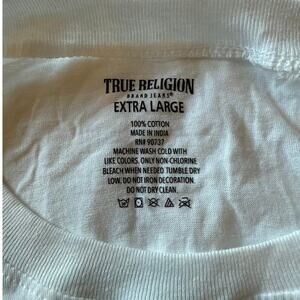 TRUE RELIGION
BRAND JEANS®
EXTRA LARGE
100% COTTON
MADE IN INDIA
RN# 90737
MACHINE WASH COLD WITH
LIKE COLORS. ONLY NON-CHLORINE
BLEACH WHEN NEEDED. TUMBLE DRY
LOW. DO NOT IRON DECORATION.
DO NOT DRY CLEAN.